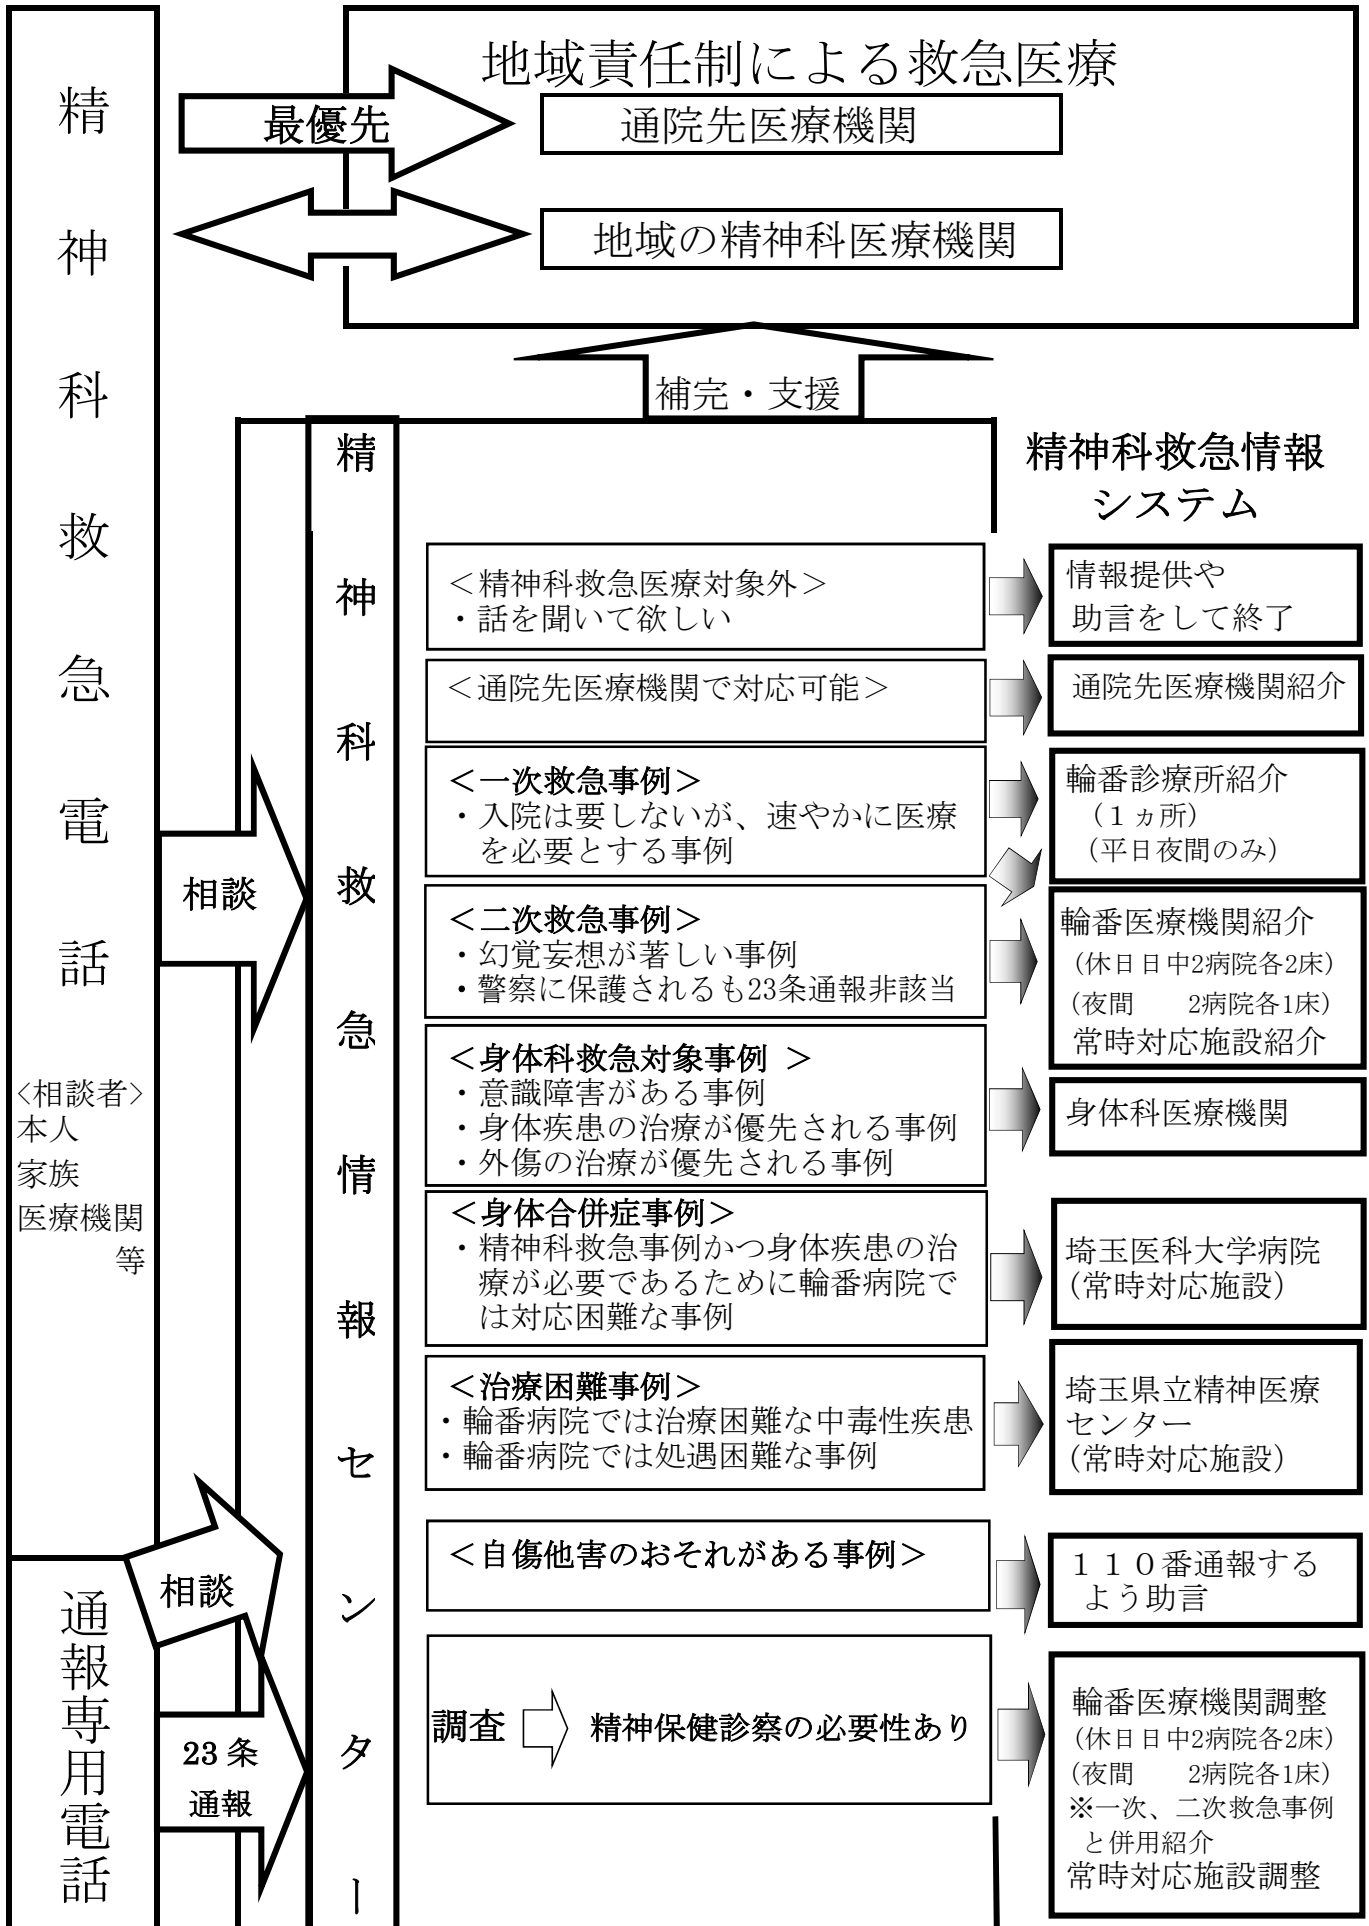 精神科救急電話
<相談者>
本人
家族
医療機関
等
通報専用電話
地域責任制による救急医療
最優先
通院先医療機関
地域の精神科医療機関
補完・支援
相談
相談
23 条
通報
精神科救急情報センター
精神科救急情報
システム
＜精神科救急医療対象外＞
・話を聞いて欲しい
情報提供や
助言をして終了
＜通院先医療機関で対応可能＞
通院先医療機関紹介
＜一次救急事例＞
・入院は要しないが、速やかに医療
を必要とする事例
輪番診療所紹介
（１ヵ所）
（平日夜間のみ）
＜二次救急事例＞
・幻覚妄想が著しい事例
・警察に保護されるも23条通報非該当
輪番医療機関紹介
（休日日中2病院各2床）
（夜間　　2病院各1床）
常時対応施設紹介
＜身体科救急対象事例 ＞
・意識障害がある事例
・身体疾患の治療が優先される事例
・外傷の治療が優先される事例
身体科医療機関
＜身体合併症事例＞
・精神科救急事例かつ身体疾患の治
療が必要であるために輪番病院で
は対応困難な事例
埼玉医科大学病院
（常時対応施設）
＜治療困難事例＞
・輪番病院では治療困難な中毒性疾患
・輪番病院では処遇困難な事例
埼玉県立精神医療
センター
（常時対応施設）
＜自傷他害のおそれがある事例＞
１１０番通報する
よう助言
調査
精神保健診察の必要性あり
輪番医療機関調整
（休日日中2病院各2床）
（夜間　　2病院各1床）
※一次、二次救急事例
と併用紹介
常時対応施設調整